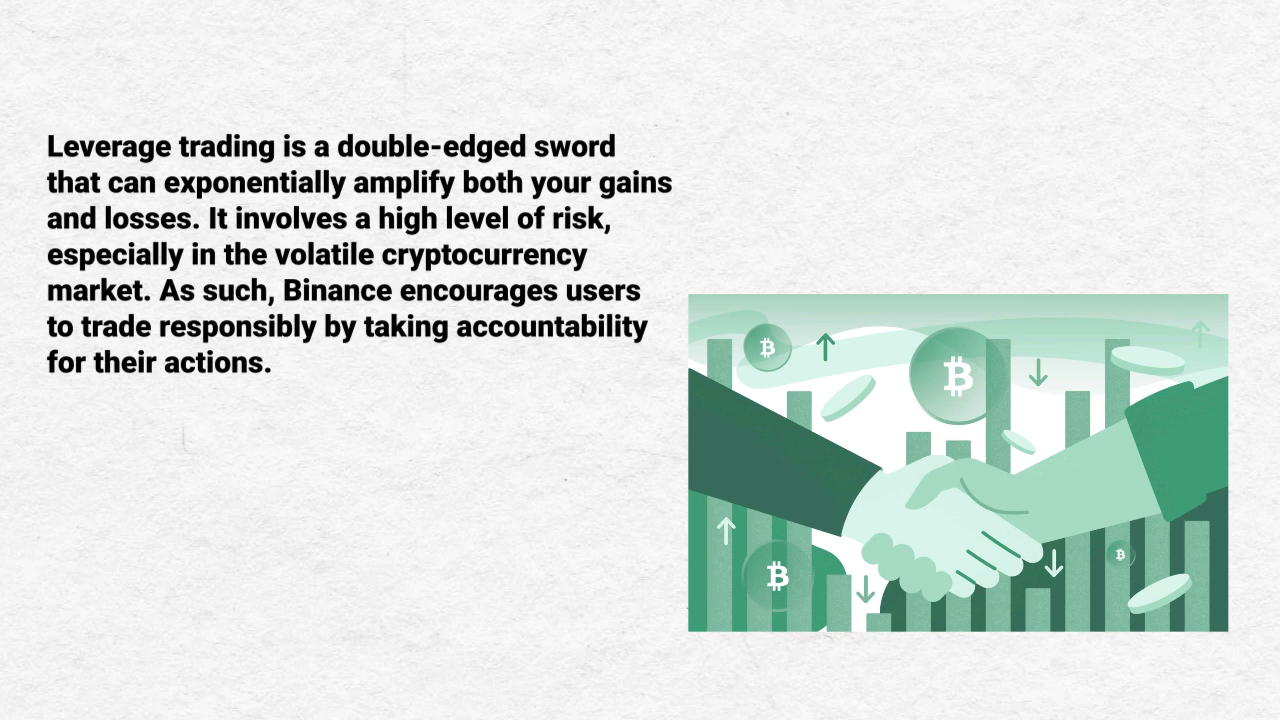 Leverage trading is a double-edged sword
that can exponentially amplify both your gains
and losses. It involves a high level of risk,
especially in the volatile cryptocurrency
market. As such, Binance encourages users
to trade responsibly by taking accountability
for their actions.